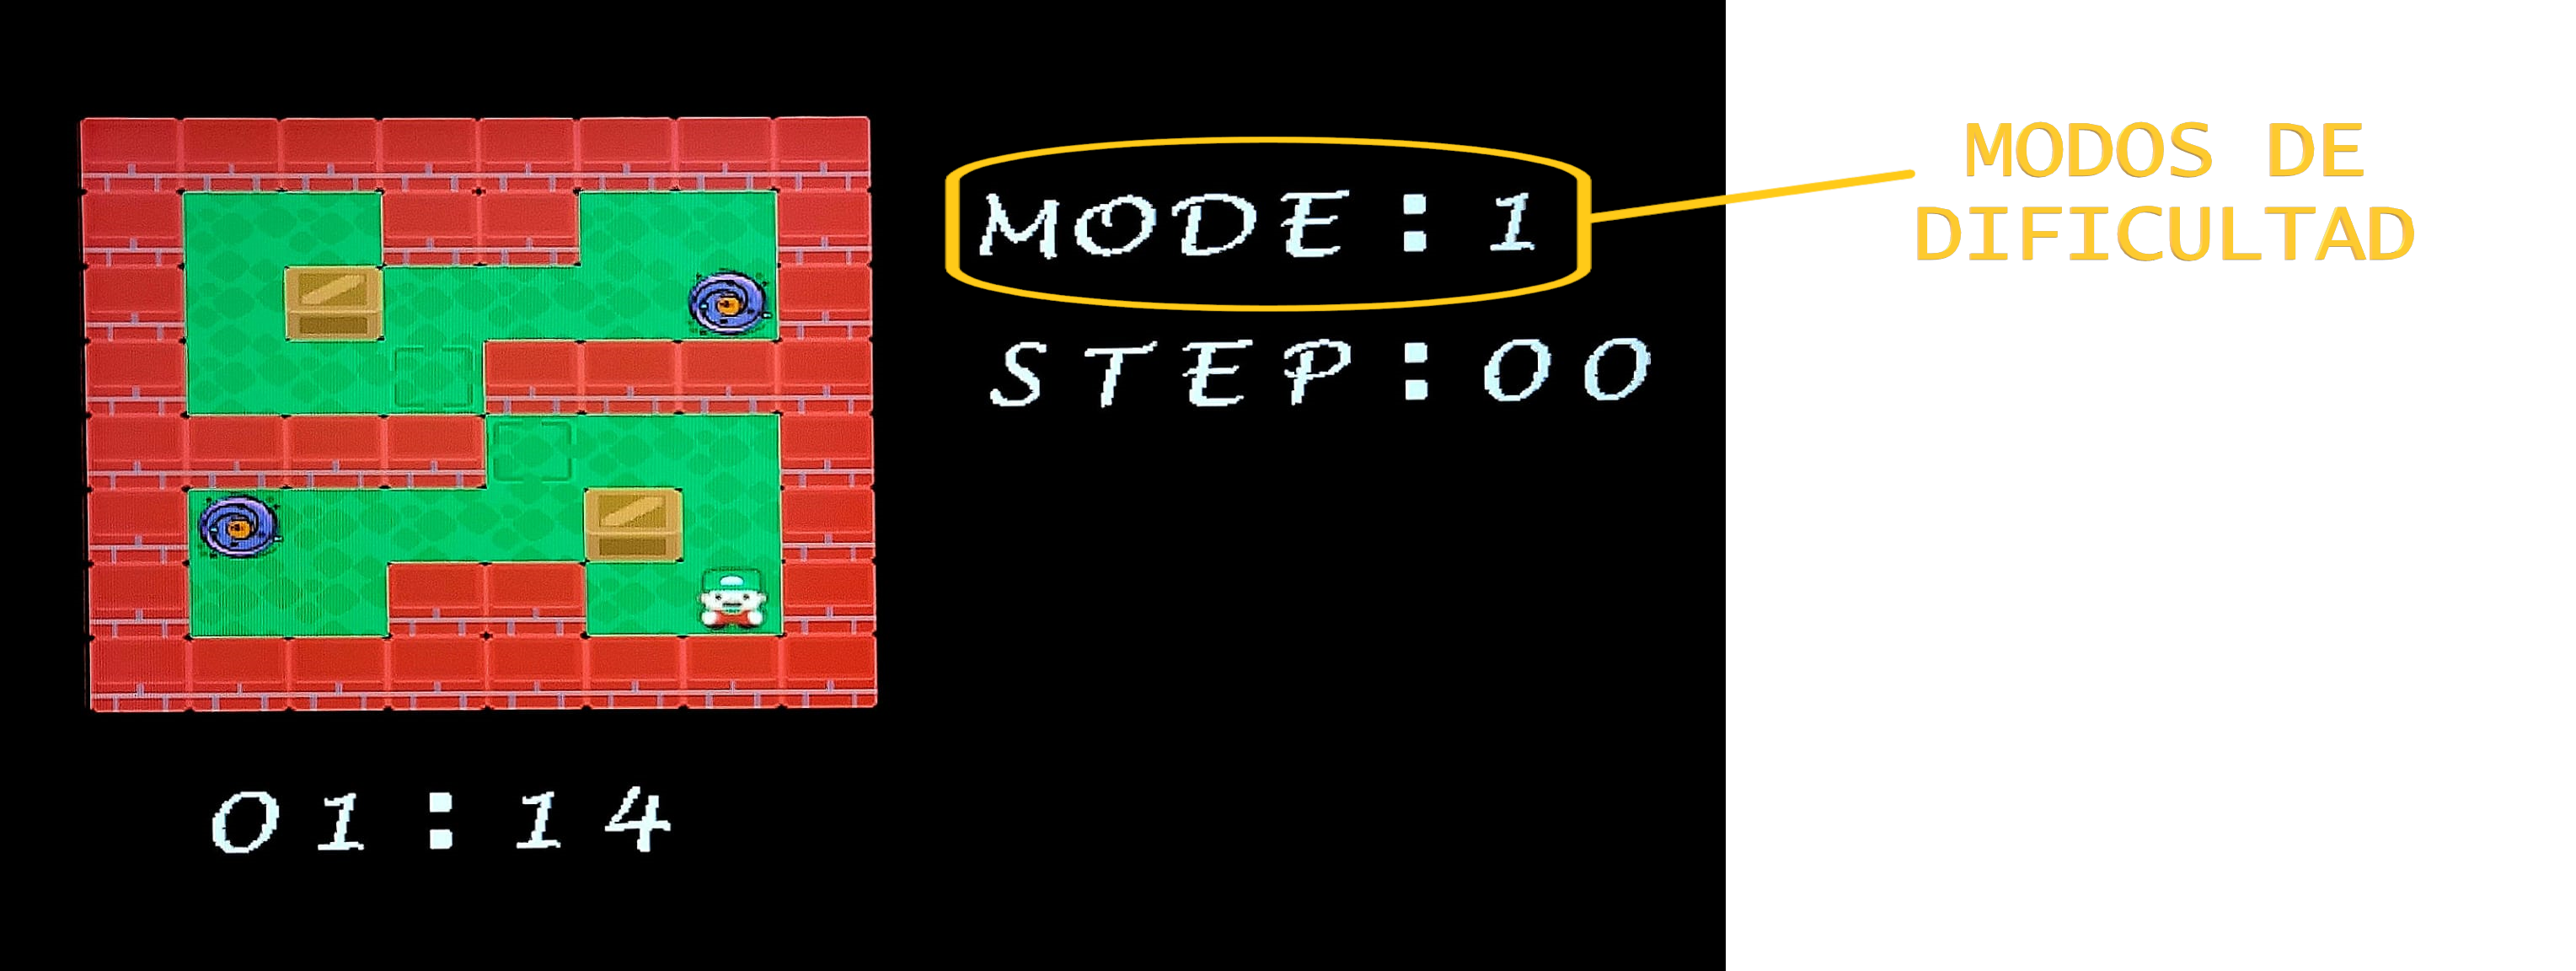 MODE:1
STEP:00
01:14
MODOS DE
DIFICULTAD